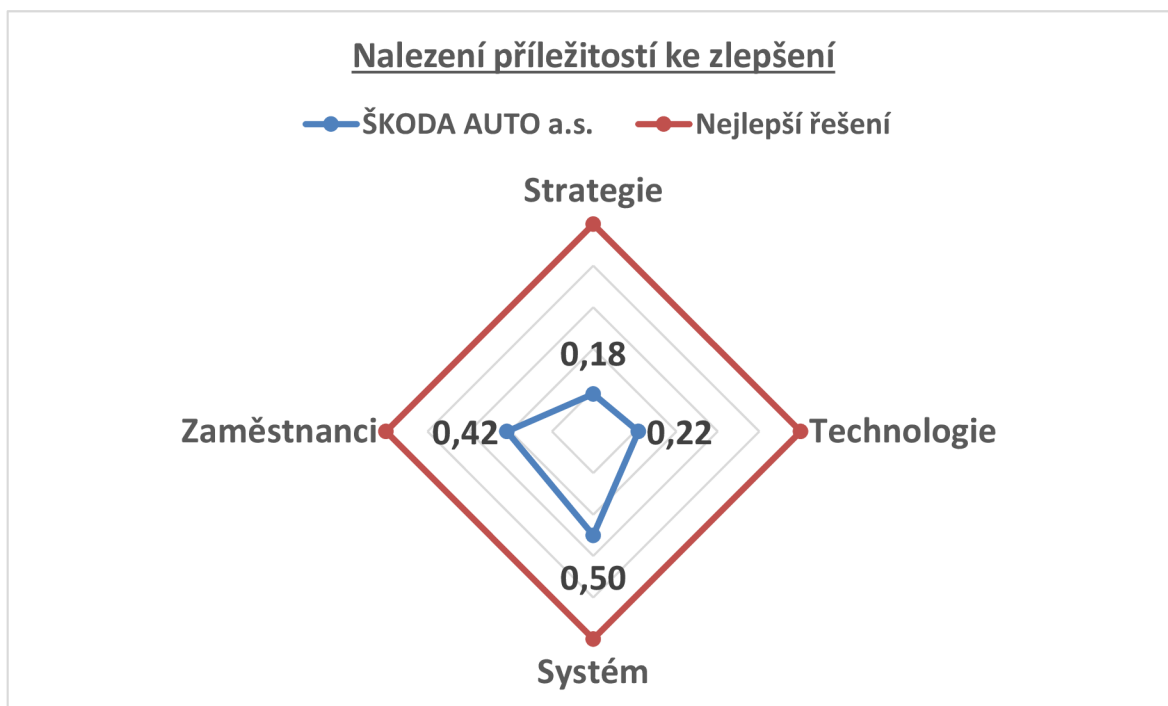 Nalezení příležitostí ke zlepšení
ŠKODA AUTO a.s. Nejlepší řešení
Strategie
0,18
Zaměstnanci 0,42 0,22 Technologie
0,50
Systém